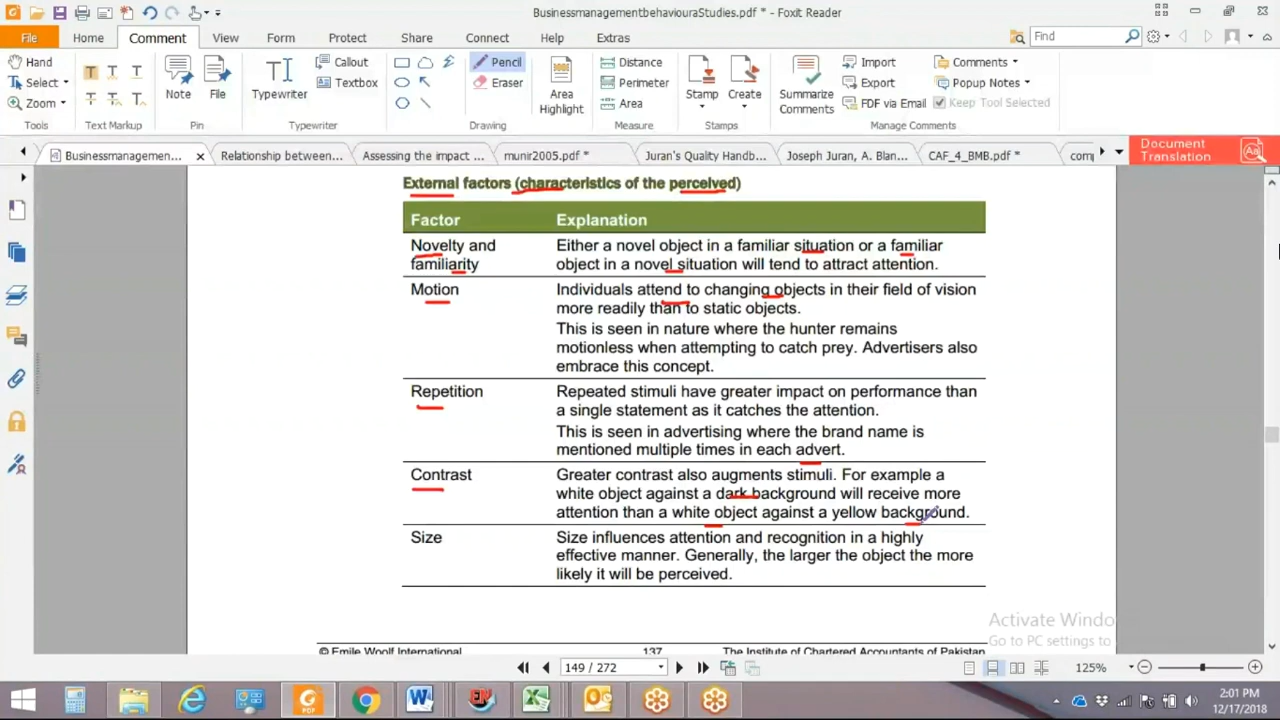 BusinessmanagementbehaviouraStudies.pdf * - Foxit Reader
File Home Comment View Form Protect Share Connect Help Extras Find
Hand
Select
Zoom
Tools
T T T
T T T
Text Markup
Note File
Pin
Typewriter
Callout
Textbox
Typewriter
Pencil
Eraser
Drawing
Area
Highlight
Distance
Perimeter
Area
Measure
Stamp Create
Stamps
Summarize
Comments
Import
Export
FDF via Email
Comments
Popup Notes
Keep Tool Selected
Manage Comments
Businessmanagemen... Relationship between... Assessing the impact ... munir2005.pdf * Juran's Quality Handb... Joseph Juran, A. Blan... CAF_4_BMB.pdf * com
Document
Translation
External factors (characteristics of the perceived)
Factor Explanation
Novelty and familiarity Either a novel object in a familiar situation or a familiar
object in a novel situation will tend to attract attention.
Motion Individuals attend to changing objects in their field of vision
more readily than to static objects.
This is seen in nature where the hunter remains
motionless when attempting to catch prey. Advertisers also
embrace this concept.
Repetition Repeated stimuli have greater impact on performance than
a single statement as it catches the attention.
This is seen in advertising where the brand name is
mentioned multiple times in each advert.
Contrast Greater contrast also augments stimuli. For example a
white object against a dark background will receive more
attention than a white object against a yellow background.
Size Size influences attention and recognition in a highly
effective manner. Generally, the larger the object the more
likely it will be perceived.
Activate Windo
Go to PC settings to
© Emile Woolf International 137 The Institute of Chartered Accountants of Pakistan
149 / 272 125%
PDF
2:01 PM
12/17/2018